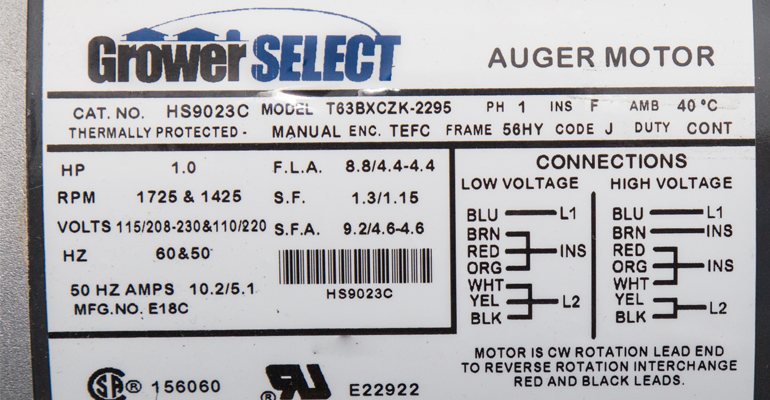 GrowerSELECT
AUGER MOTOR
CAT. NO. HS9023C MODEL T63BXCZK-2295 PH 1 INS F AMB 40 °C
THERMALLY PROTECTED - MANUAL ENC. TEFC FRAME 56HY CODE J DUTY CONT
HP 1.0 F.L.A. 8.8/4.4-4.4
RPM 1725 & 1425 S.F. 1.3/1.15
VOLTS 115/208-230&110/220 S.F.A. 9.2/4.6-4.6
HZ 60&50
50 HZ AMPS 10.2/5.1
MFG.NO. E18C
HS9023C
CONNECTIONS
LOW VOLTAGE
BLU L1
BRN
RED INS
ORG
WHT
YEL L2
BLK
HIGH VOLTAGE
BLU L1
BRN INS
RED
ORG INS
WHT
YEL L2
BLK
MOTOR IS CW ROTATION LEAD END
TO REVERSE ROTATION INTERCHANGE
RED AND BLACK LEADS.
SA ® 156060
® UR E22922